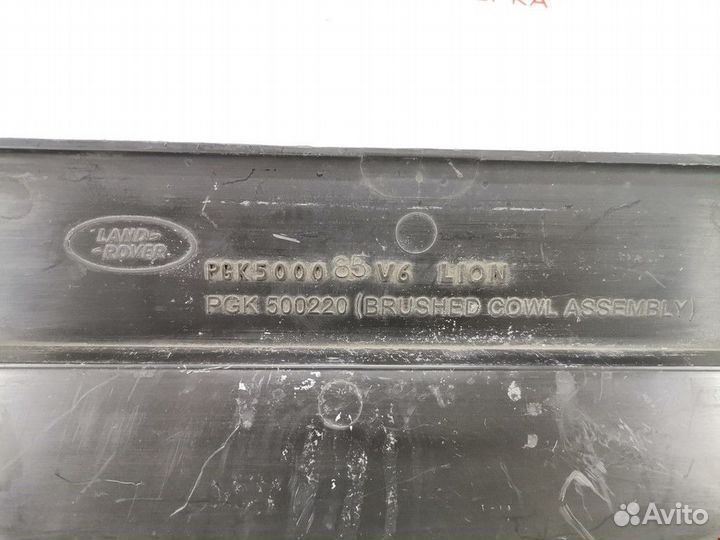 LAND-
-ROVER
PGK500085 V6 LION
PGK 500220 (BRUSHED COWL ASSEMBLY)
Avito